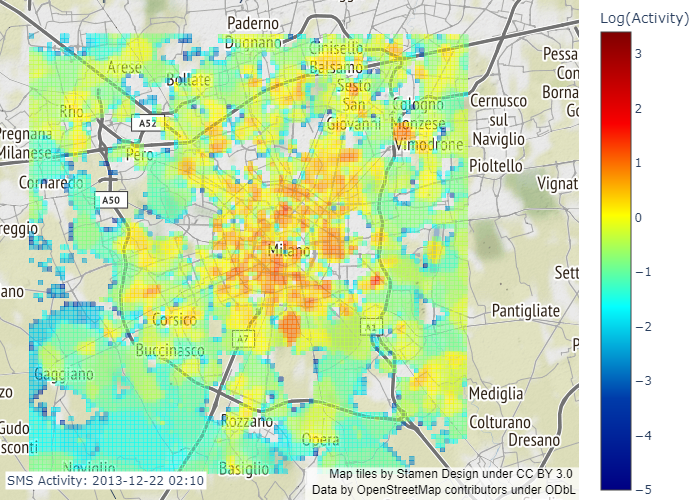 Log(Activity)
3
2
1
0
−1
−2
−3
−4
−5
Paderno
Dugnano
Cinisello
Balsamo
Arese
Bollate
Sesto
San
Giovanni
Cologno
Monzese
Vimodrone
Cernusco
sul
Naviglio
Pioltello
Pessa
Con
Borna
Go
Vignat
Rho
A52
Pregnana
Milanese
Pero
Cornaredo
A50
reggio
Milano
ano
Sett
Pantigliate
Corsico
A7
A1
Buccinasco
P
Gaggiano
zo
Mediglia
Rozzano
Colturano
Gudo
sconti
Opera
Dresano
Noviglio
Basiglio
SMS Activity: 2013-12-22 02:10
Map tiles by Stamen Design under CC BY 3.0
Data by OpenStreetMap contributors under ODbL